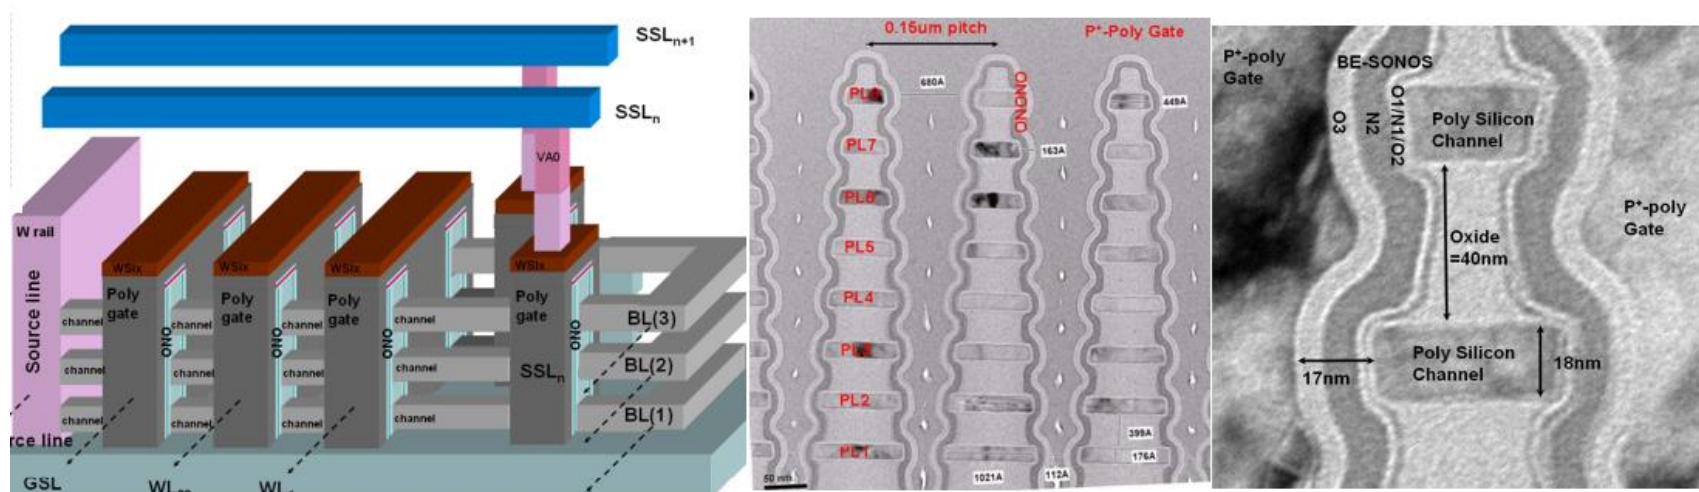 SSLn+1
SSLn
VA0
W rail
Source line
WSix
WSix
WSix
WSix
Poly
gate
Poly
gate
Poly
gate
SSLn
channel
channel
channel
channel
channel
channel
channel
channel
channel
channel
channel
channel
ONO
ONO
ONO
ONO
BL(3)
BL(2)
BL(1)
rce line
GSL
0.15um pitch
P+-Poly Gate
680A
ONONO
449A
PL7
163A
PL6
PL5
PL4
PL2
399A
PL1
176A
1021A
112A
50 nm
P+-poly
Gate
BE-SONOS
O3
N2
O1/N1/O2
Poly Silicon
Channel
P+-poly
Gate
Oxide
=40nm
Poly Silicon
Channel
17nm
18nm